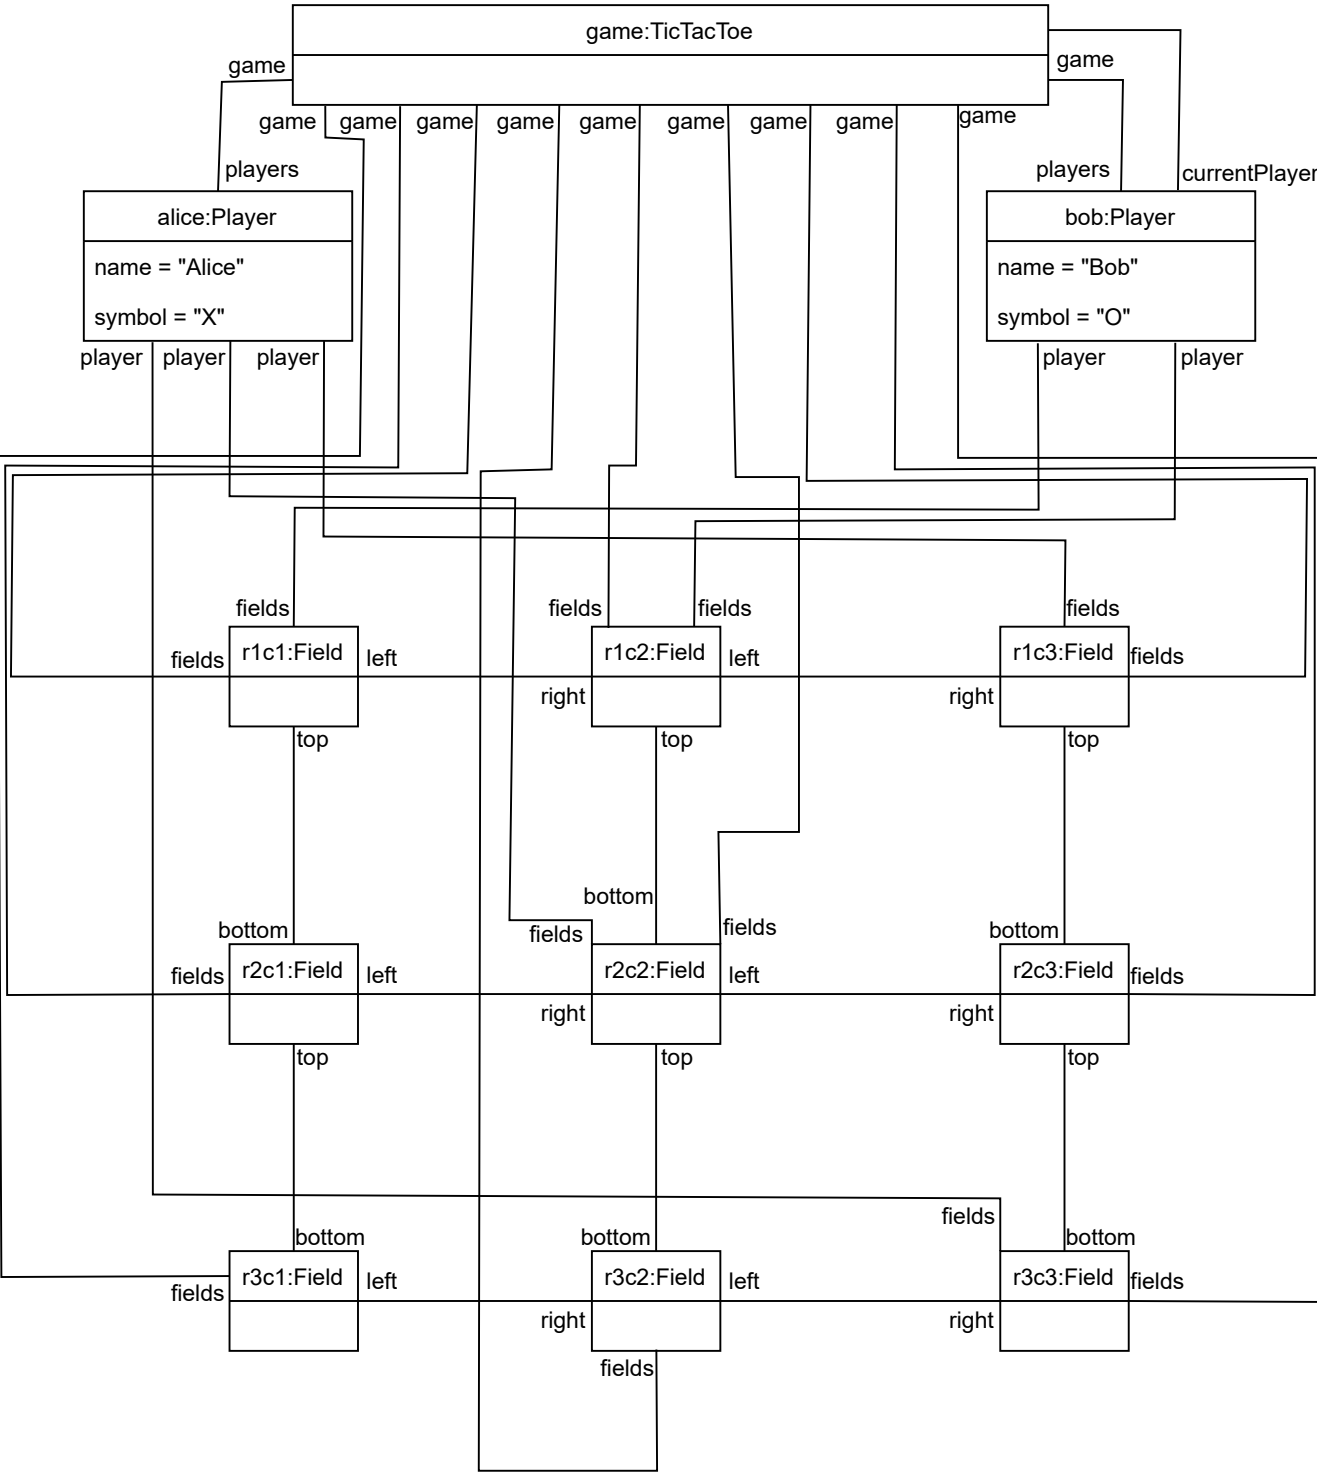 game:TicTacToe
game
game
game
game
game
game
game
game
game
game
game
players
players
currentPlayer
alice:Player
name = "Alice"
symbol = "X"
bob:Player
name = "Bob"
symbol = "O"
player
player
player
player
player
fields
fields
fields
fields
fields
r1c1:Field
left
r1c2:Field
left
r1c3:Field
fields
right
right
top
top
top
bottom
bottom
fields
fields
bottom
fields
r2c1:Field
left
r2c2:Field
left
r2c3:Field
fields
right
right
top
top
top
fields
bottom
bottom
bottom
fields
r3c1:Field
left
r3c2:Field
left
r3c3:Field
fields
right
right
fields